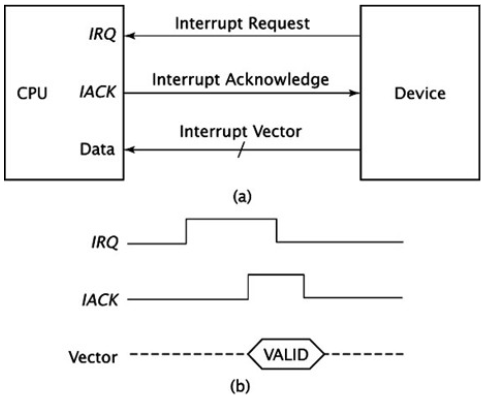 IRQ
Interrupt Request
CPU
IACK
Interrupt Acknowledge
Device
Data
Interrupt Vector
(a)
IRQ
IACK
Vector
VALID
(b)